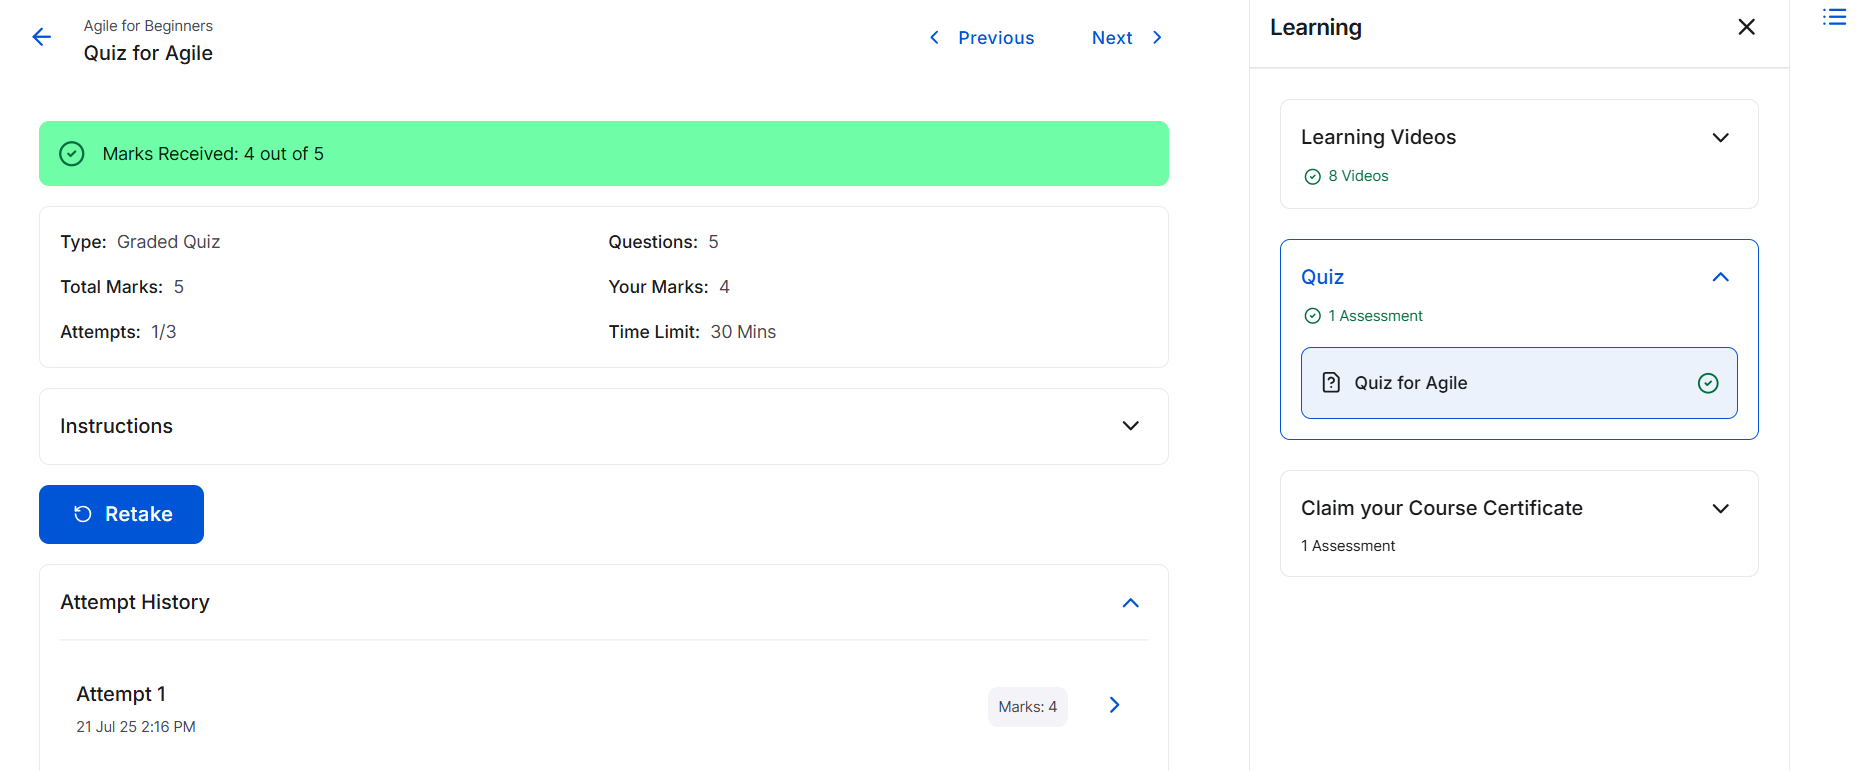 Agile for Beginners
Quiz for Agile
Previous
Next
Marks Received: 4 out of 5
Type: Graded Quiz
Questions: 5
Total Marks: 5
Your Marks: 4
Attempts: 1/3
Time Limit: 30 Mins
Instructions
Retake
Attempt History
Attempt 1
21 Jul 25 2:16 PM
Marks: 4
Learning
Learning Videos
8 Videos
Quiz
1 Assessment
Quiz for Agile
Claim your Course Certificate
1 Assessment